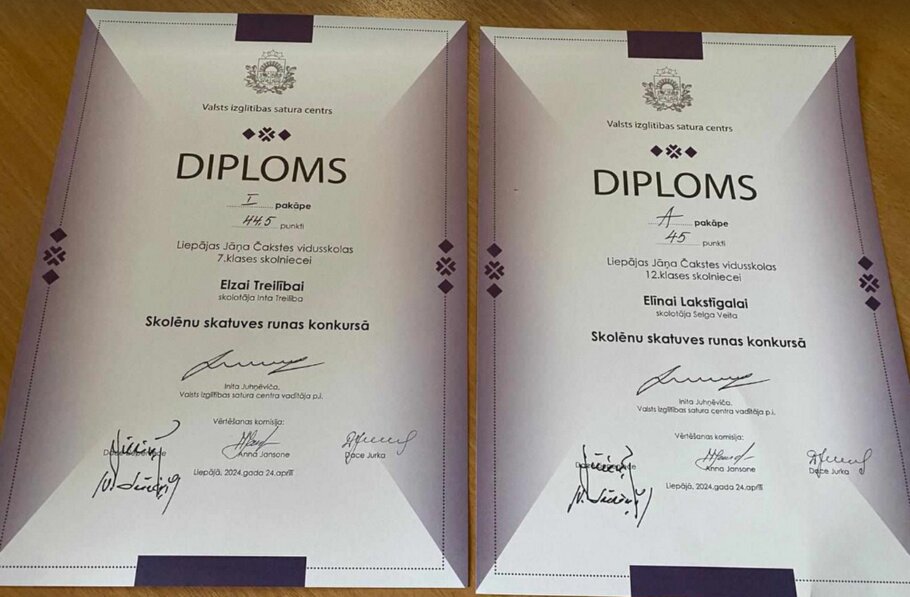 Valsts izglītības satura centrs
DIPLOMS
I pakāpe
44.5 punkti
Liepājas Jāņa Čakstes vidusskolas
7.klases skolniecei
Elzai Treilībai
skolotāja Inta Treilība
Skolēnu skatuves runas konkursā
Inita Juhņēviča,
Valsts izglītības satura centra vadītāja p.i.
Vērtēšanas komisija:
Anna Jansone
Dace Jurka
Liepājā, 2024.gada 24.aprīlī
Valsts izglītības satura centrs
DIPLOMS
A pakāpe
45 punkti
Liepājas Jāņa Čakstes vidusskolas
12.klases skolniecei
Elīnai Lakstīgalai
skolotāja Selga Veita
Skolēnu skatuves runas konkursā
Inita Juhņēviča,
Valsts izglītības satura centra vadītāja p.i.
Vērtēšanas komisija:
Anna Jansone
Dace Jurka
Liepājā, 2024.gada 24.aprīlī